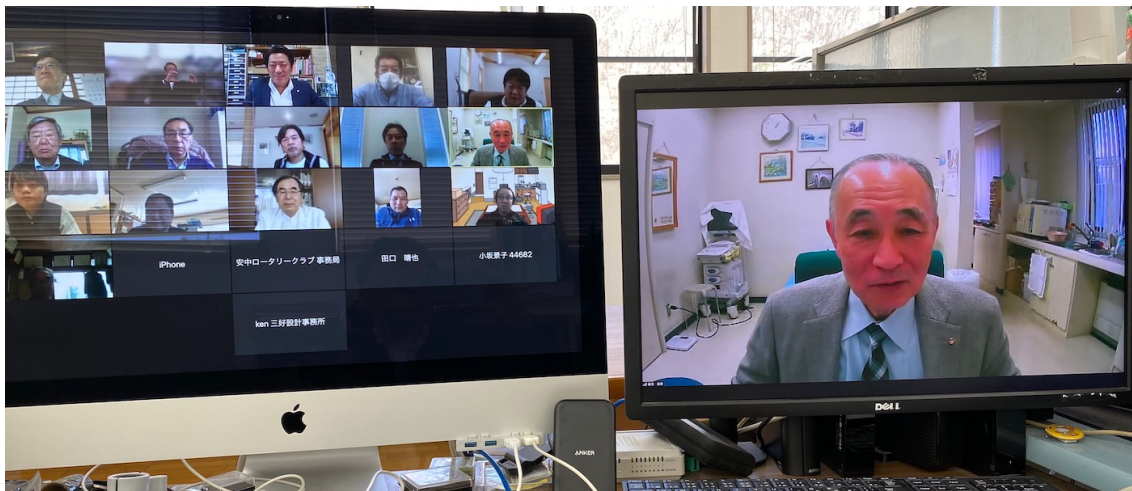 iPhone
安中ロータリークラブ 事務局
田口 晴也
小坂景子 44682
ken 三好設計事務所
ANKER
DELL